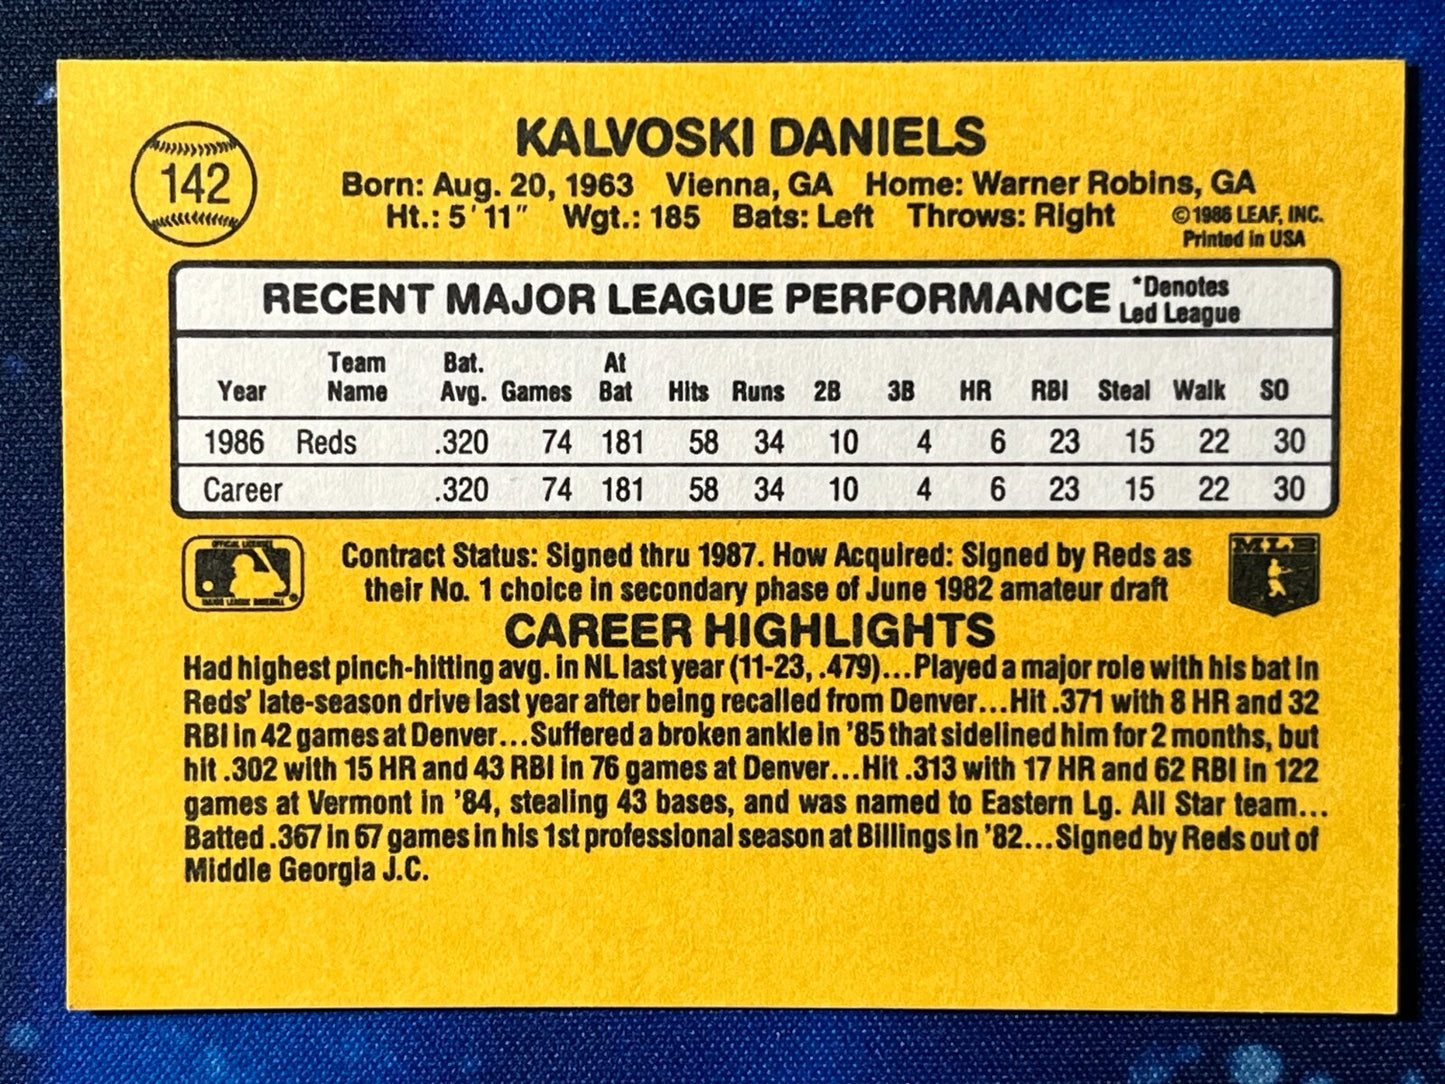 142
KALVOSKI DANIELS
Born: Aug. 20, 1963 Vienna, GA Home: Warner Robins, GA
Ht.: 5'11" Wgt.: 185 Bats: Left Throws: Right
©1986 LEAF, INC.
Printed in USA
RECENT MAJOR LEAGUE PERFORMANCE
*Denotes
Led League
Year Team Name Bat. Avg. Games At Bat Hits Runs 2B 3B HR RBI Steal Walk SO
1986 Reds .320 74 181 58 34 10 4 6 23 15 22 30
Career .320 74 181 58 34 10 4 6 23 15 22 30
OFFICIAL LICENSEE
MAJOR LEAGUE BASEBALL
Contract Status: Signed thru 1987. How Acquired: Signed by Reds as
their No. 1 choice in secondary phase of June 1982 amateur draft
MLB
CAREER HIGHLIGHTS
Had highest pinch-hitting avg. in NL last year (11-23, .479)...Played a major role with his bat in
Reds' late-season drive last year after being recalled from Denver...Hit .371 with 8 HR and 32
RBI in 42 games at Denver...Suffered a broken ankle in '85 that sidelined him for 2 months, but
hit .302 with 15 HR and 43 RBI in 76 games at Denver...Hit .313 with 17 HR and 62 RBI in 122
games at Vermont in '84, stealing 43 bases, and was named to Eastern Lg. All Star team...
Batted .367 in 67 games in his 1st professional season at Billings in '82...Signed by Reds out of
Middle Georgia J.C.